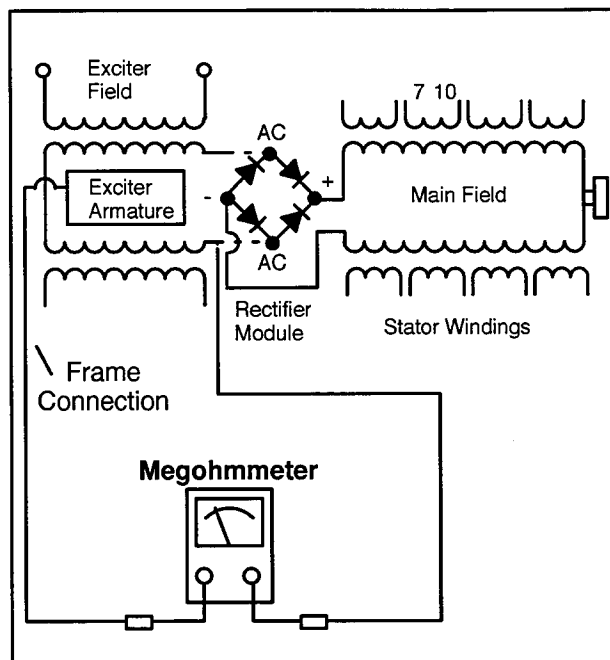 Exciter
Field
7 10
AC
+
-
Exciter
Armature
Main Field
AC
Rectifier
Module
Stator Windings
Frame
Connection
Megohmmeter